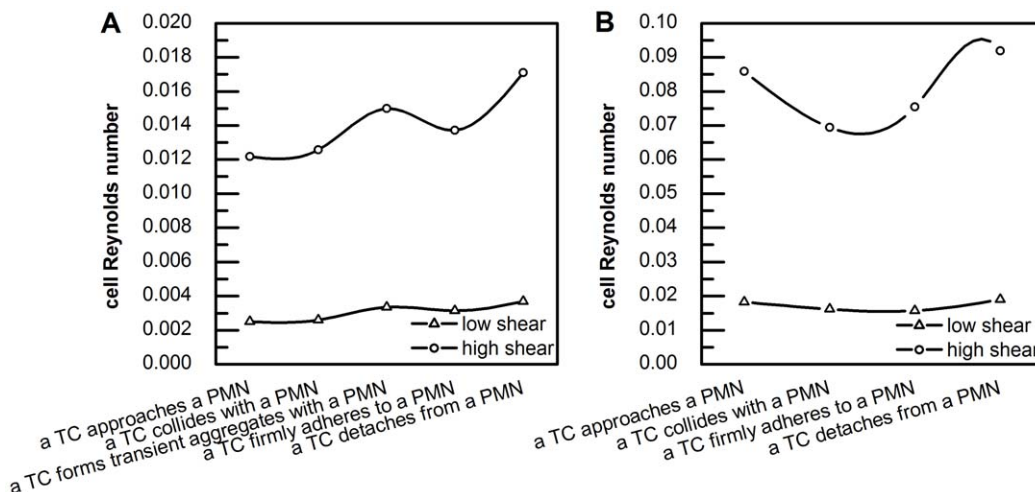 A
cell Reynolds number
0.020
0.018
0.016
0.014
0.012
0.010
0.008
0.006
0.004
0.002
0.000
low shear
high shear
a TC approaches a PMN
a TC collides with a PMN
a TC forms transient aggregates with a PMN
a TC firmly adheres to a PMN
a TC detaches from a PMN
B
cell Reynolds number
0.10
0.09
0.08
0.07
0.06
0.05
0.04
0.03
0.02
0.01
0.00
low shear
high shear
a TC approaches a PMN
a TC collides with a PMN
a TC firmly adheres to a PMN
a TC detaches from a PMN